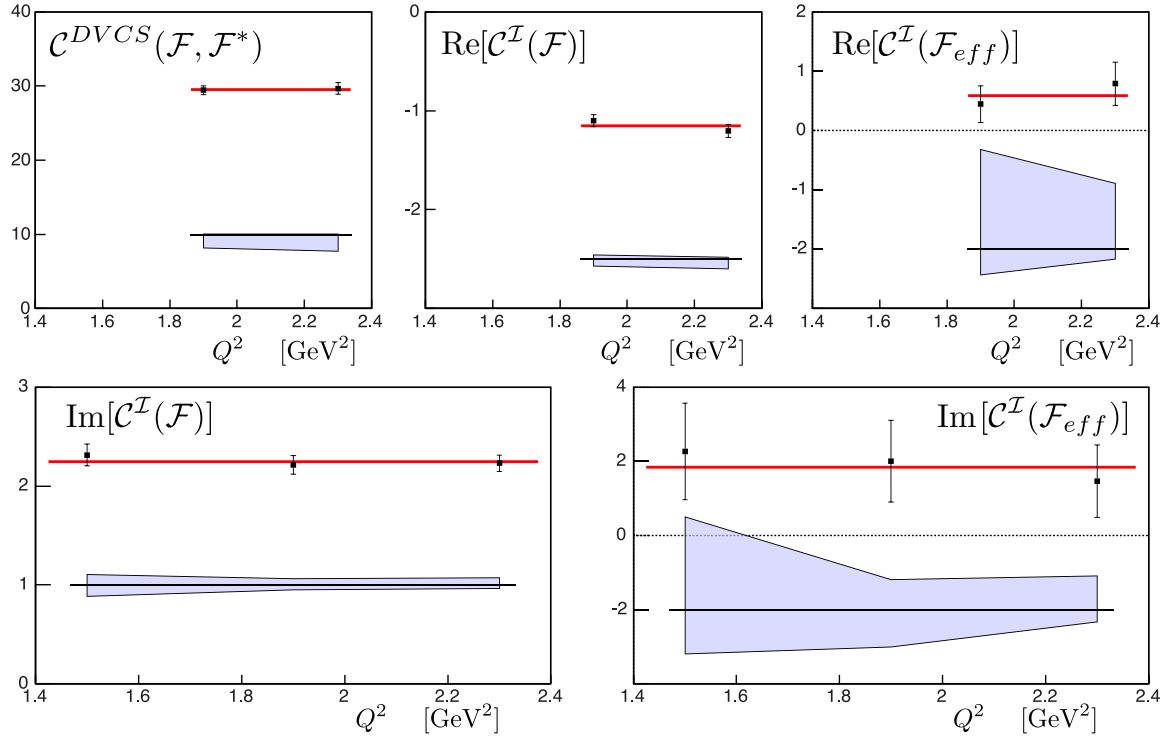 𝒞^{DVCS}(ℱ, ℱ*)
40
30
20
10
0
1.4 1.6 1.8 2 2.2 2.4
Q² [GeV²]
Re[𝒞^ℐ(ℱ)]
0
-1
-2
1.4 1.6 1.8 2 2.2 2.4
Q² [GeV²]
Re[𝒞^ℐ(ℱ_{eff})]
2
1
0
-1
-2
-3
1.4 1.6 1.8 2 2.2 2.4
Q² [GeV²]
Im[𝒞^ℐ(ℱ)]
3
2
1
0
1.4 1.6 1.8 2 2.2 2.4
Q² [GeV²]
Im[𝒞^ℐ(ℱ_{eff})]
4
2
0
-2
-4
1.4 1.6 1.8 2 2.2 2.4
Q² [GeV²]